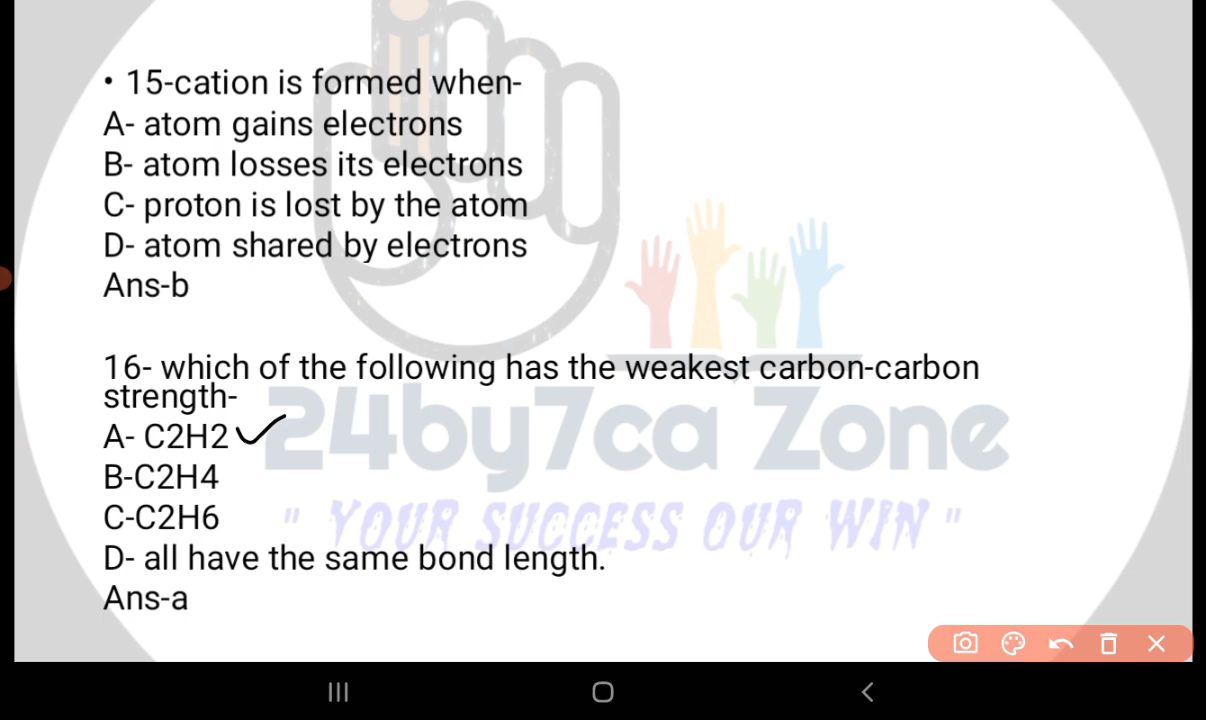 • 15-cation is formed when-
A- atom gains electrons
B- atom losses its electrons
C- proton is lost by the atom
D- atom shared by electrons
Ans-b
16- which of the following has the weakest carbon-carbon
strength-
A- C2H2
B-C2H4
C-C2H6
D- all have the same bond length.
Ans-a
24by7ca Zone
" YOUR SUCCESS OUR WIN "